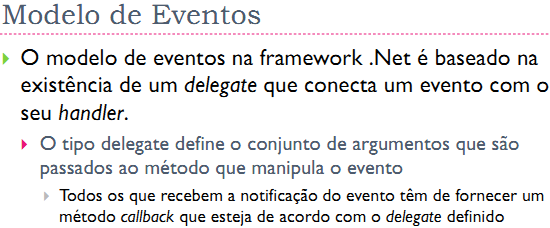 Modelo de Eventos
O modelo de eventos na framework .Net é baseado na
existência de um delegate que conecta um evento com o
seu handler.
O tipo delegate define o conjunto de argumentos que são
passados ao método que manipula o evento
Todos os que recebem a notificação do evento têm de fornecer um
método callback que esteja de acordo com o delegate definido